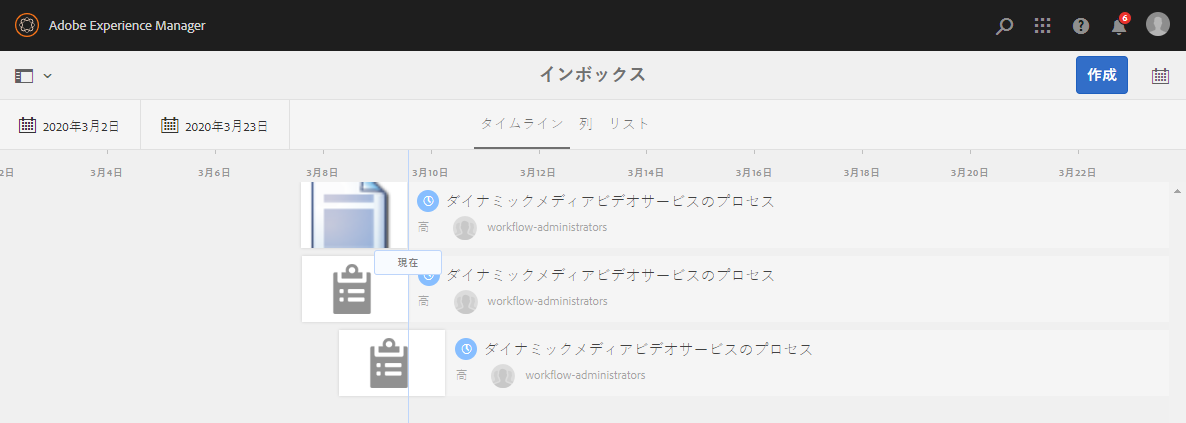 Adobe Experience Manager
6
インボックス
作成
2020年3月2日
2020年3月23日
タイムライン 列 リスト
2日 3月4日 3月6日 3月8日 3月10日 3月12日 3月14日 3月16日 3月18日 3月20日 3月22日
ダイナミックメディアビデオサービスのプロセス
高 workflow-administrators
現在
ダイナミックメディアビデオサービスのプロセス
高 workflow-administrators
ダイナミックメディアビデオサービスのプロセス
高 workflow-administrators